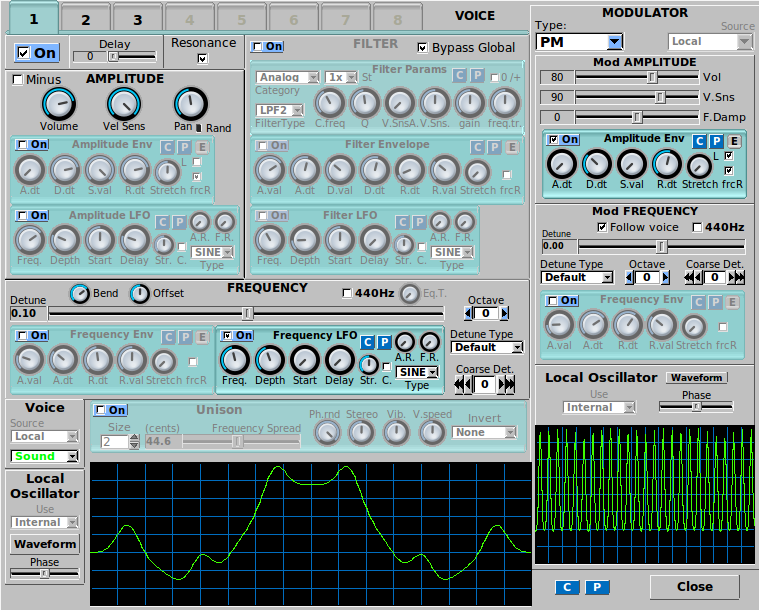 1 2 3 4 5 6 7 8 VOICE
On Delay 0 Resonance
Minus AMPLITUDE
Volume Vel Sens Pan Rand
On Amplitude Env C P E
A.dt D.dt S.val R.dt Stretch L frcR
On Amplitude LFO C P A.R. F.R.
Freq. Depth Start Delay Str. C. SINE Type
On FILTER Bypass Global
Filter Params
Analog 1x St C P 0 /+
Category
LPF2
FilterType C.freq Q V.SnsA. V.Sns. gain freq.tr.
On Filter Envelope C P E
A.val A.dt D.val D.dt R.dt R.val Stretch frcR
On Filter LFO C P A.R. F.R.
Freq. Depth Start Delay Str. C. SINE Type
Bend Offset FREQUENCY 440Hz Eq.T. Octave
Detune 0.10 0
On Frequency Env C P E
A.val A.dt R.dt R.val Stretch frcR
On Frequency LFO C P A.R. F.R.
Freq. Depth Start Delay Str. C. SINE Type
Detune Type
Default
Coarse Det.
0
Voice
Source
Local
Sound
On Unison
Size (cents) Frequency Spread Ph.rnd Stereo Vib. V.speed Invert
2 44.6 None
Local
Oscillator
Use
Internal
Waveform
Phase
MODULATOR
Type: Source
PM Local
Mod AMPLITUDE
80 Vol
90 V.Sns
0 F.Damp
On Amplitude Env C P E
A.dt D.dt S.val R.dt Stretch L frcR
Mod FREQUENCY
Follow voice 440Hz
Detune
0.00
Detune Type Octave Coarse Det.
Default 0 0
On Frequency Env C P E
A.val A.dt R.dt R.val Stretch frcR
Local Oscillator Waveform
Use Phase
Internal
C P Close